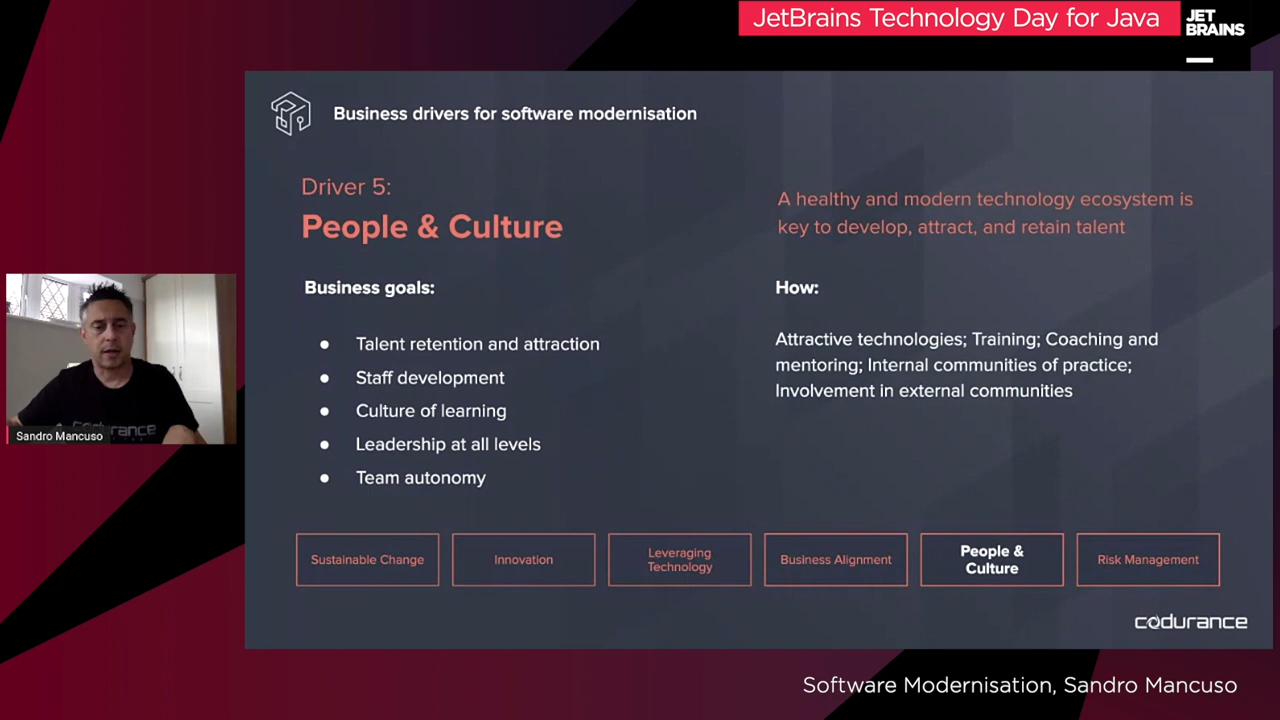 JetBrains Technology Day for Java
JET
BRAINS
Business drivers for software modernisation
Driver 5:
People & Culture
A healthy and modern technology ecosystem is
key to develop, attract, and retain talent
Business goals:
● Talent retention and attraction
● Staff development
● Culture of learning
● Leadership at all levels
● Team autonomy
How:
Attractive technologies; Training; Coaching and
mentoring; Internal communities of practice;
Involvement in external communities
codurance
Sandro Mancuso
Sustainable Change
Innovation
Leveraging
Technology
Business Alignment
People &
Culture
Risk Management
codurance
Software Modernisation, Sandro Mancuso